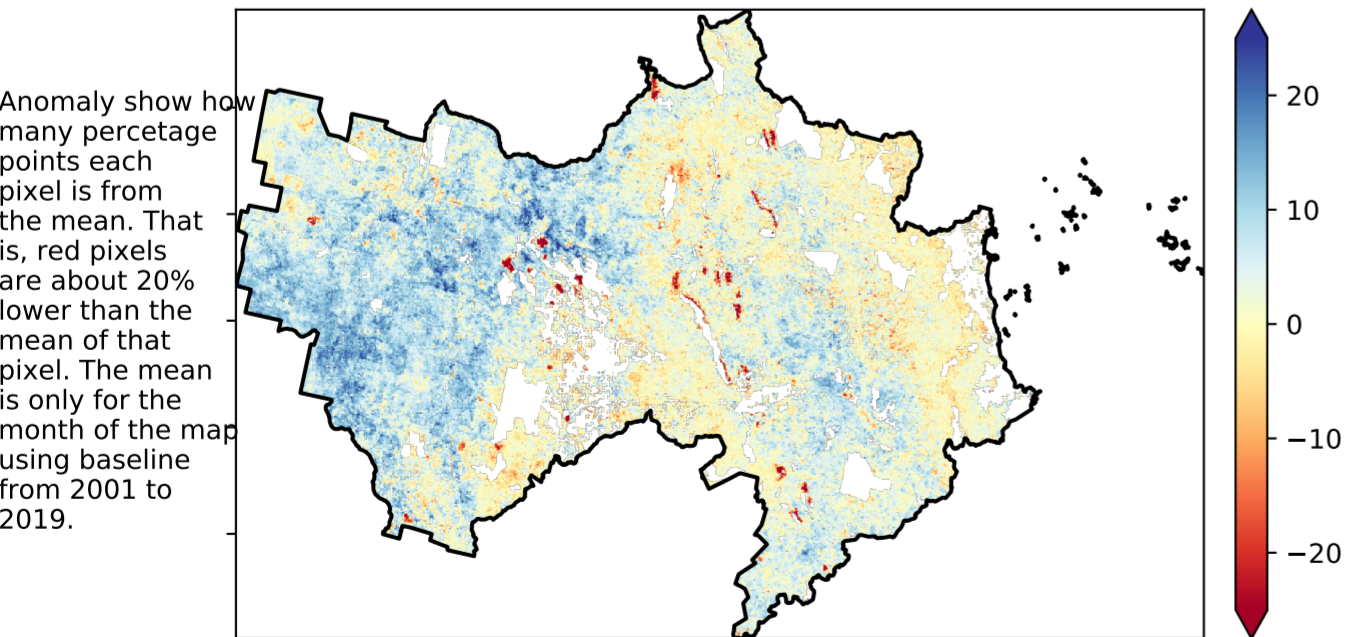 Anomaly show how
many percetage
points each
pixel is from
the mean. That
is, red pixels
are about 20%
lower than the
mean of that
pixel. The mean
is only for the
month of the map
using baseline
from 2001 to
2019.
20
10
0
−10
−20